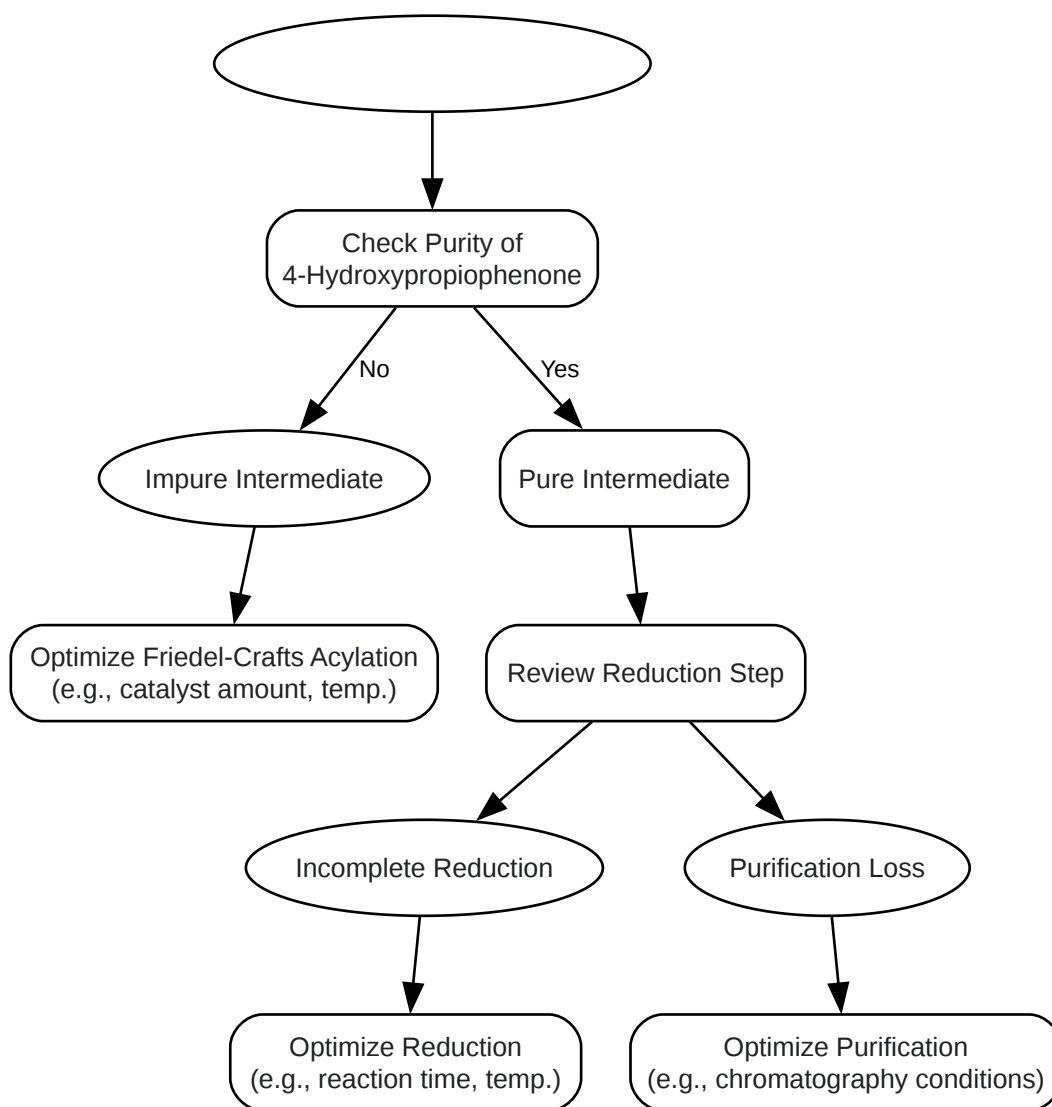 Check Purity of
4-Hydroxypropiophenone
No
Yes
Impure Intermediate
Pure Intermediate
Optimize Friedel-Crafts Acylation
(e.g., catalyst amount, temp.)
Review Reduction Step
Incomplete Reduction
Purification Loss
Optimize Reduction
(e.g., reaction time, temp.)
Optimize Purification
(e.g., chromatography conditions)